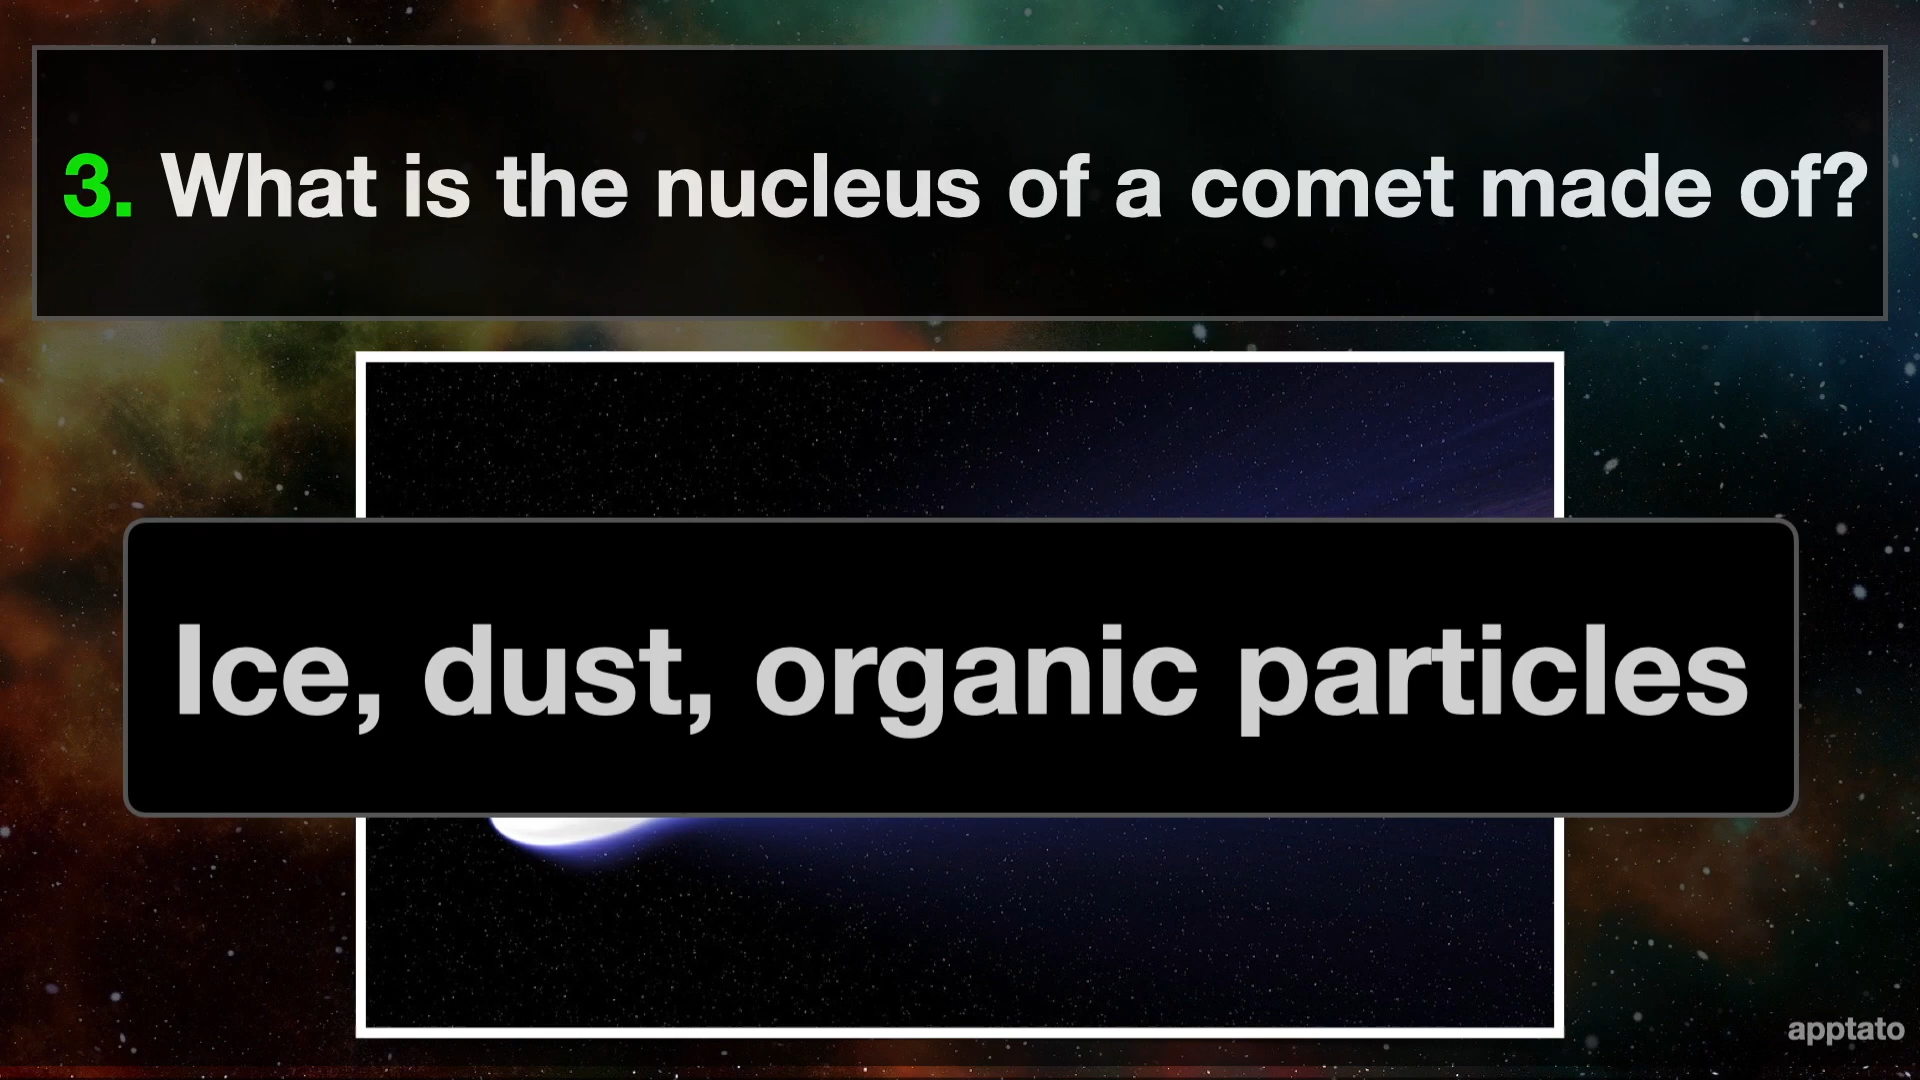 3. What is the nucleus of a comet made of?
Ice, dust, organic particles
apptato